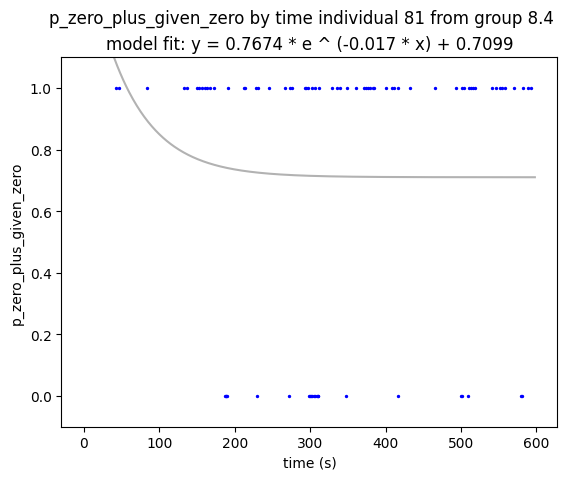 p_zero_plus_given_zero by time individual 81 from group 8.4
model fit: y = 0.7674 * e ^ (-0.017 * x) + 0.7099
p_zero_plus_given_zero
1.0
0.8
0.6
0.4
0.2
0.0
0 100 200 300 400 500 600
time (s)